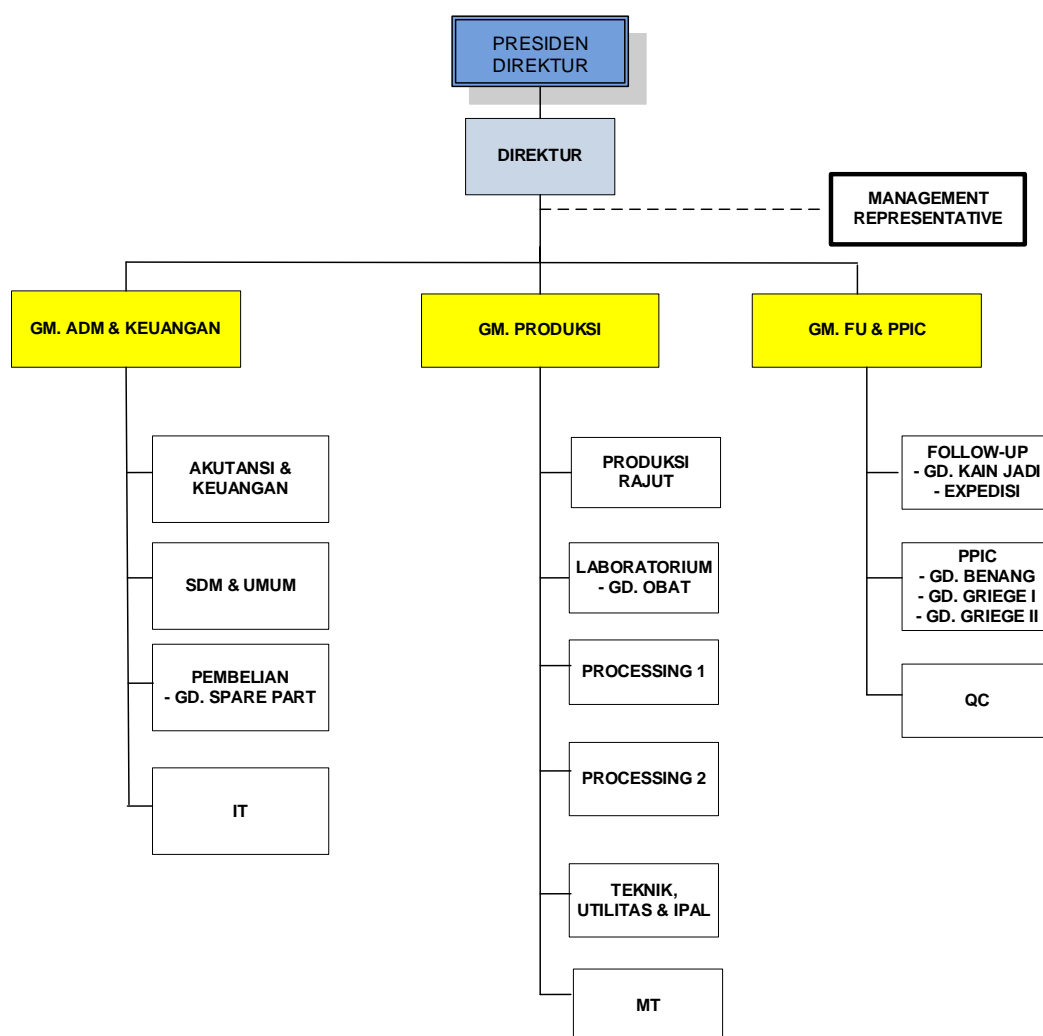 PRESIDEN
DIREKTUR
DIREKTUR
MANAGEMENT
REPRESENTATIVE
GM. ADM & KEUANGAN
GM. PRODUKSI
GM. FU & PPIC
AKUTANSI &
KEUANGAN
SDM & UMUM
PEMBELIAN
- GD. SPARE PART
IT
PRODUKSI
RAJUT
LABORATORIUM
- GD. OBAT
PROCESSING 1
PROCESSING 2
TEKNIK,
UTILITAS & IPAL
MT
FOLLOW-UP
- GD. KAIN JADI
- EXPEDISI
PPIC
- GD. BENANG
- GD. GRIEGE I
- GD. GRIEGE II
QC